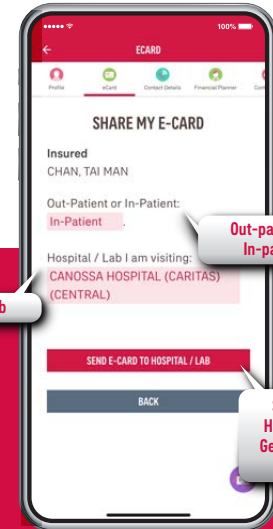 100%
ECARD
Profile
eCard
Contact Details
Financial Planner
SHARE MY E-CARD
Insured
CHAN, TAI MAN
Out-Patient or In-Patient:
In-Patient .
Out-pa
In-pa
Hospital / Lab I am visiting:
CANOSSA HOSPITAL (CARITAS)
(CENTRAL)
b
SEND E-CARD TO HOSPITAL / LAB
BACK
H
Ge